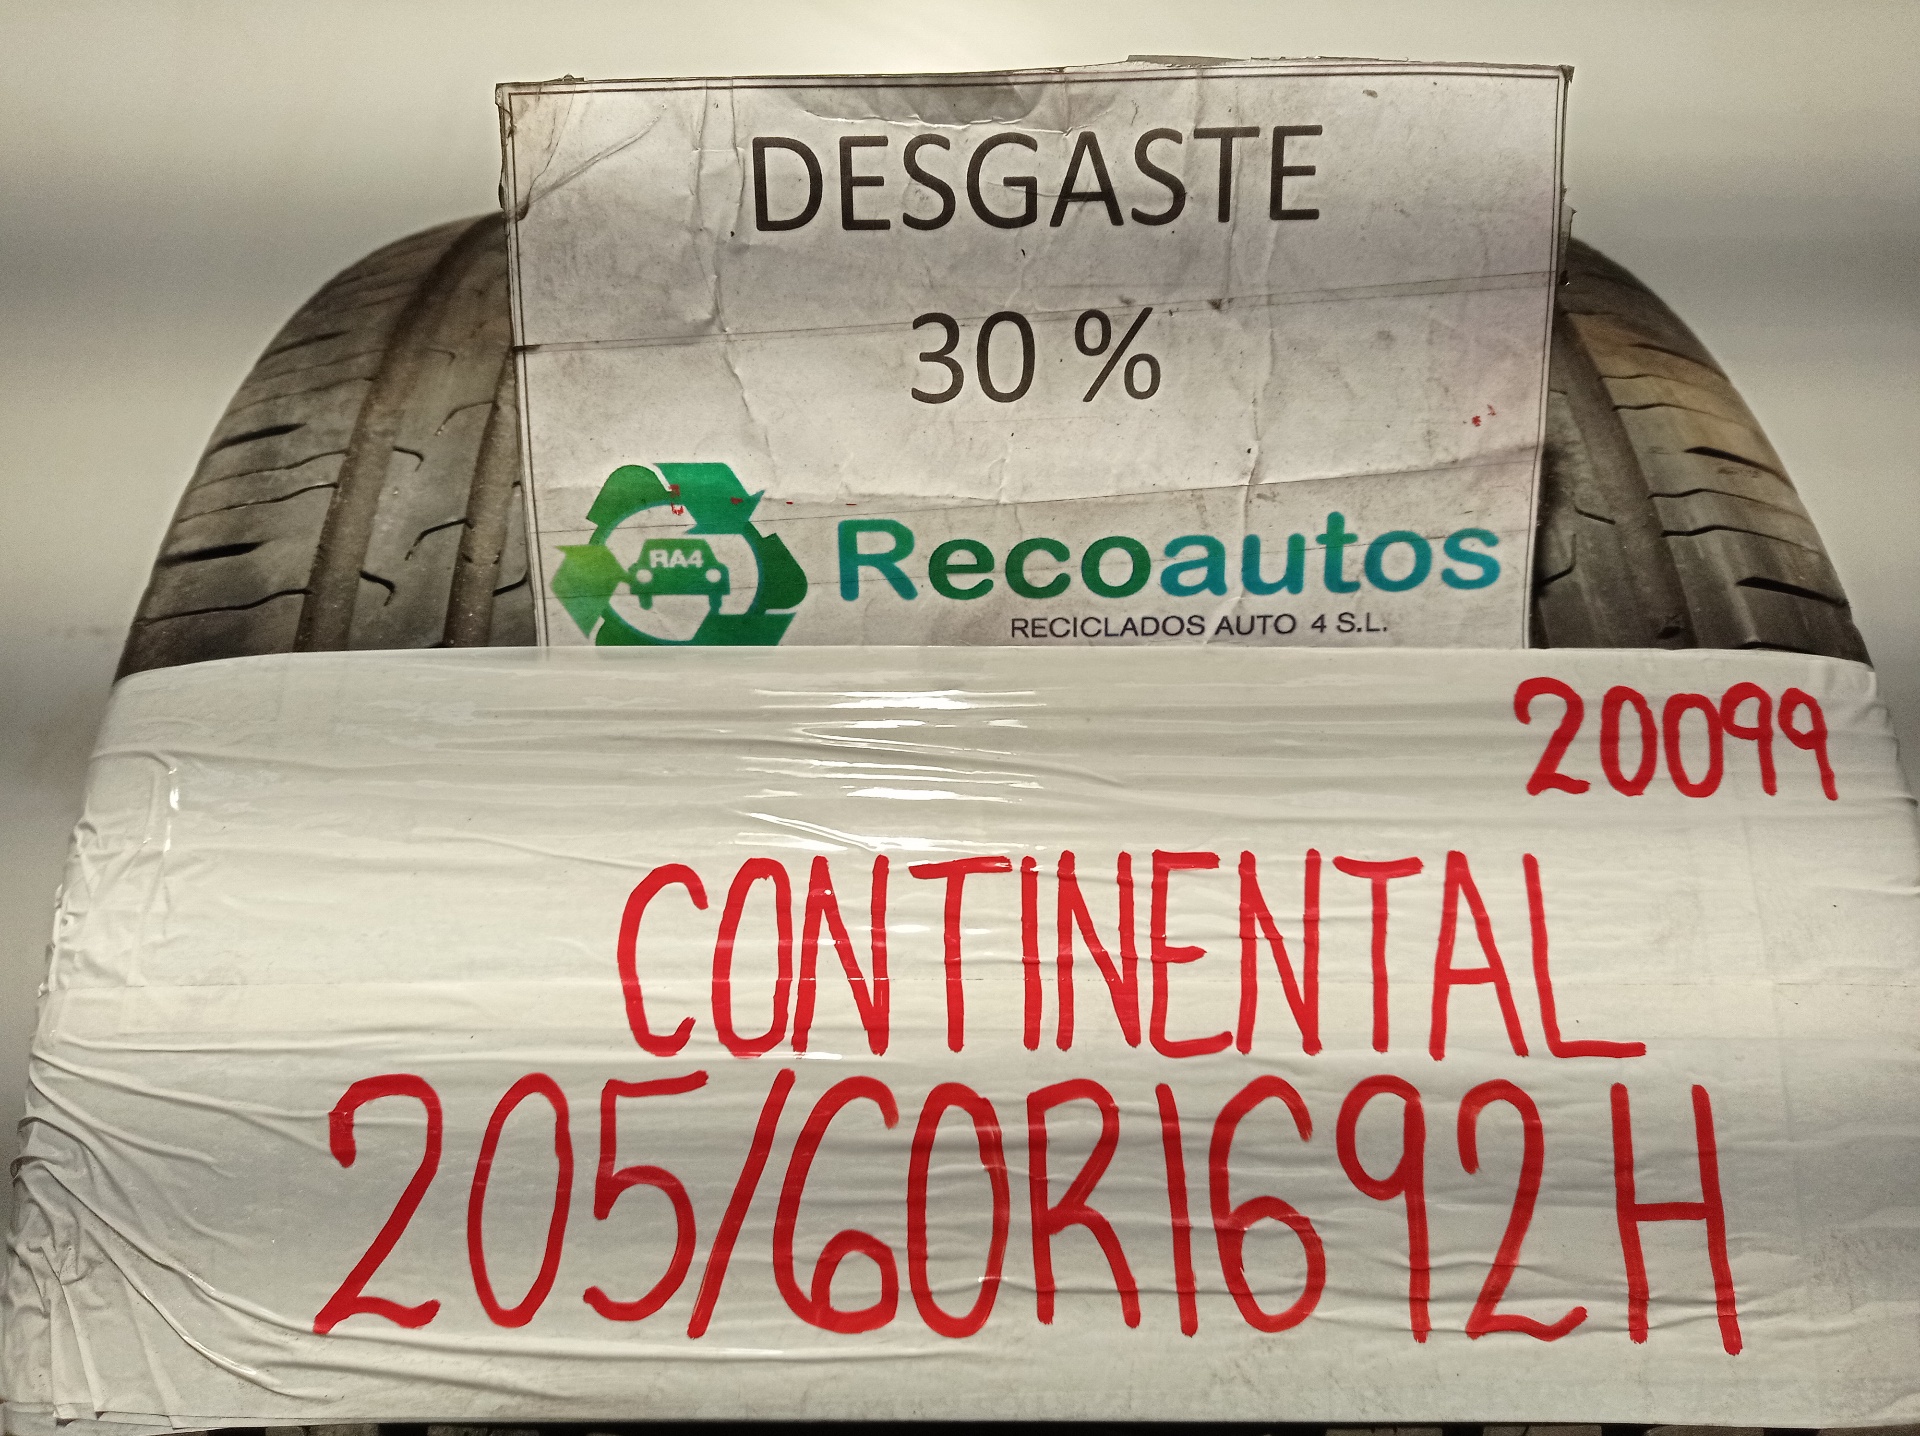 DESGASTE
30 %
RA4
Recoautos
RECICLADOS AUTO 4 S.L.
20099
CONTINENTAL
205/60R1692H